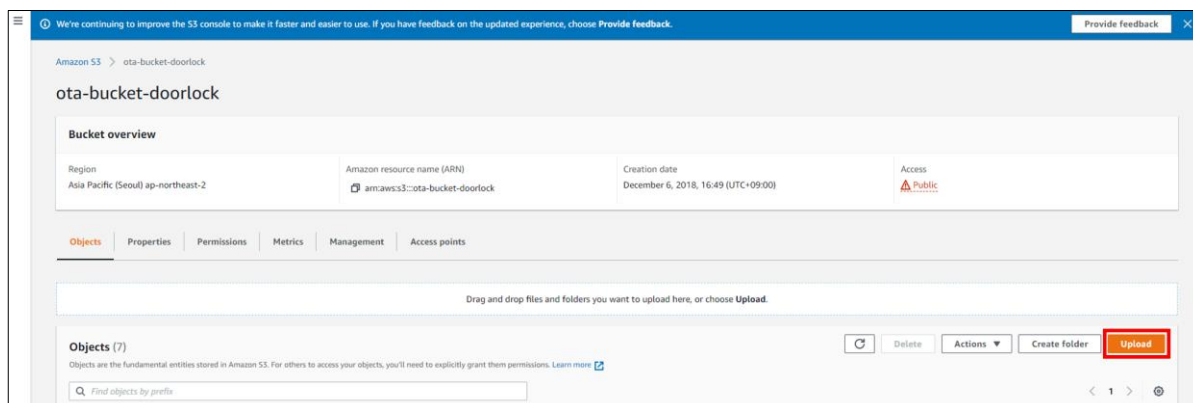 We're continuing to improve the S3 console to make it faster and easier to use. If you have feedback on the updated experience, choose Provide feedback.
Provide feedback
Amazon S3 > ota-bucket-doorlock
ota-bucket-doorlock
Bucket overview
Region
Asia Pacific (Seoul) ap-northeast-2
Amazon resource name (ARN)
arn:aws:s3:::ota-bucket-doorlock
Creation date
December 6, 2018, 16:49 (UTC+09:00)
Access
Public
Objects Properties Permissions Metrics Management Access points
Drag and drop files and folders you want to upload here, or choose Upload.
Objects (7)
Delete Actions Create folder Upload
Objects are the fundamental entities stored in Amazon S3. For others to access your objects, you'll need to explicitly grant them permissions. Learn more
Find objects by prefix
< 1 >